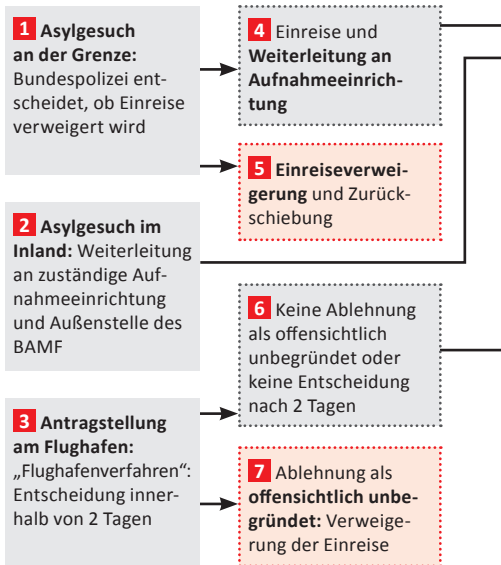 1 Asylgesuch
an der Grenze:
Bundespolizei ent-
scheidet, ob Einreise
verweigert wird
4 Einreise und
Weiterleitung an
Aufnahmeeinrich-
tung
5 Einreiseverwei-
gerung und Zurück-
schiebung
2 Asylgesuch im
Inland: Weiterleitung
an zuständige Auf-
nahmeeinrichtung
und Außenstelle des
BAMF
6 Keine Ablehnung
als offensichtlich
unbegründet oder
keine Entscheidung
nach 2 Tagen
3 Antragstellung
am Flughafen:
„Flughafenverfahren“:
Entscheidung inner-
halb von 2 Tagen
7 Ablehnung als
offensichtlich unbe-
gründet: Verweige-
rung der Einreise